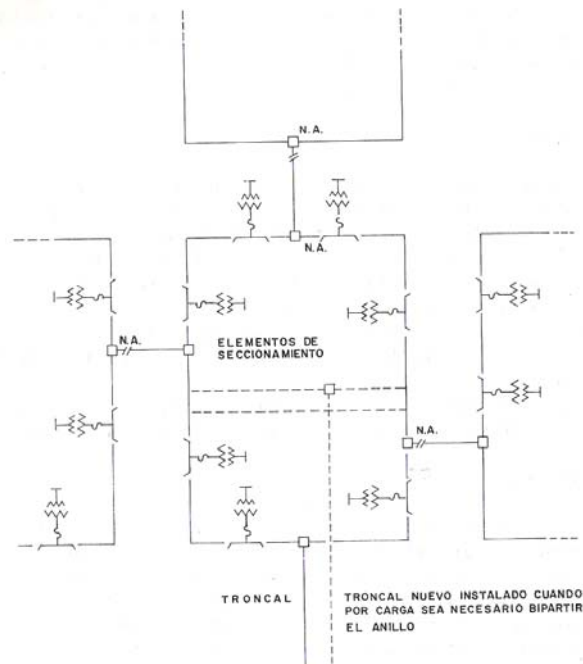 N.A.
N.A.
N.A.
ELEMENTOS DE
SECCIONAMIENTO
N.A.
TRONCAL
TRONCAL NUEVO INSTALADO CUANDO
POR CARGA SEA NECESARIO BIPARTIR
EL ANILLO